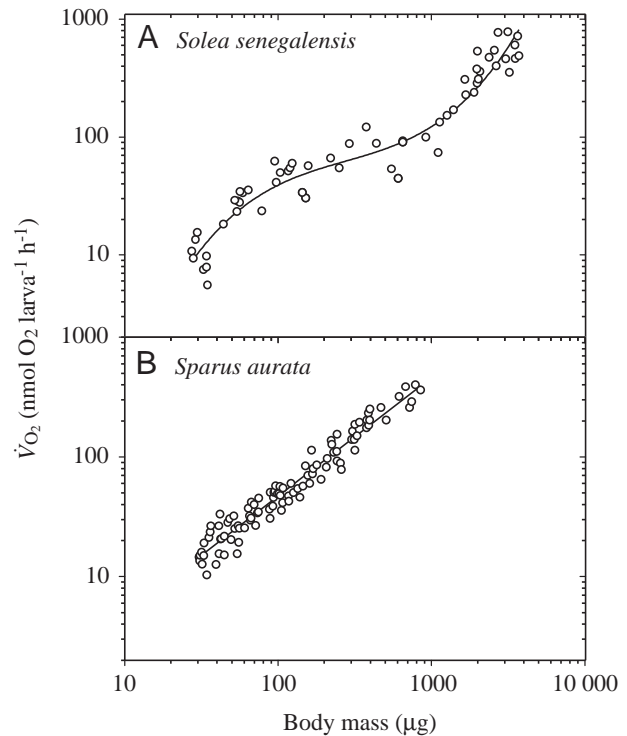 1000
A Solea senegalensis
100
10
1000
B Sparus aurata
100
10
10 100 1000 10 000
Body mass (μg)
V̇O₂ (nmol O₂ larva⁻¹ h⁻¹)